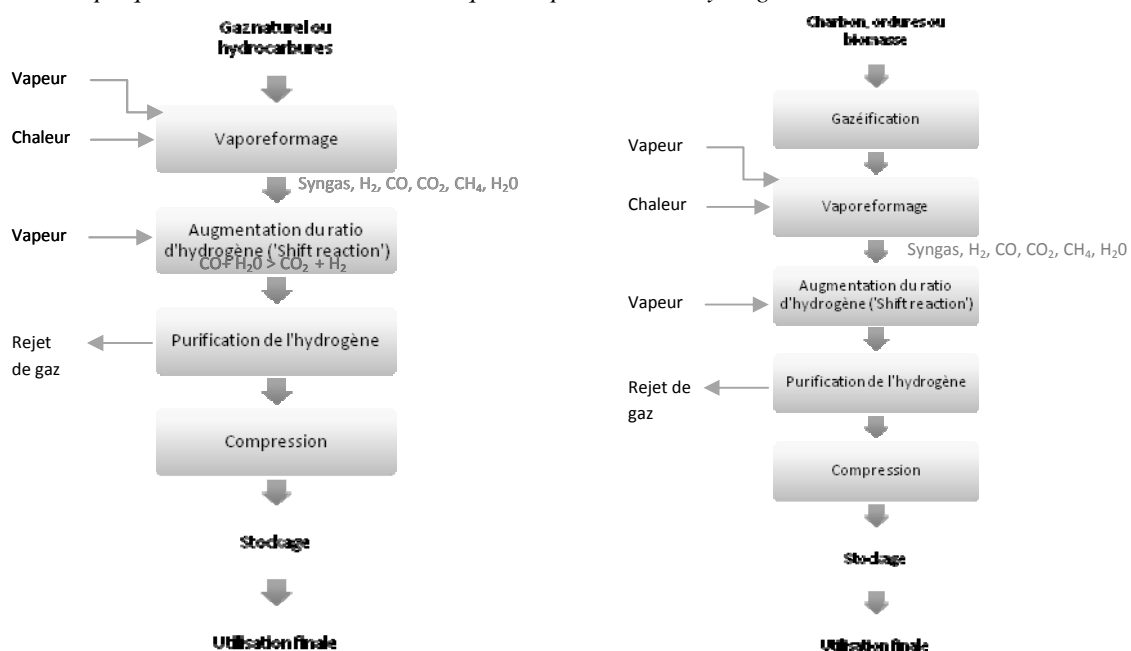 Gaz naturel ou
hydrocarbures
Vapeur
Chaleur
Vaporeformage
Syngas, H₂, CO, CO₂, CH₄, H₂0
Vapeur
Augmentation du ratio
d'hydrogène ('Shift reaction')
CO+ H₂0 > CO₂ + H₂
Rejet
de gaz
Purification de l'hydrogène
Compression
Stockage
Utilisation finale
Charbon, ordures ou
biomasse
Gazéification
Vapeur
Chaleur
Vaporeformage
Syngas, H₂, CO, CO₂, CH₄, H₂0
Augmentation du ratio
d'hydrogène ('Shift reaction')
Vapeur
Purification de l'hydrogène
Rejet de
gaz
Compression
Stockage
Utilisation finale